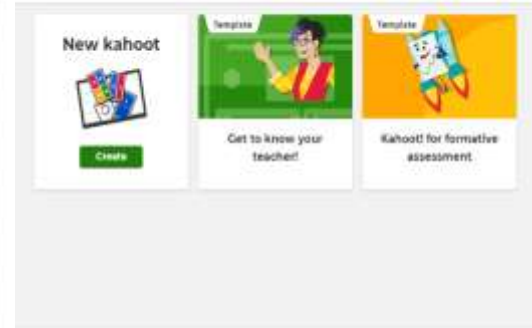 New kahoot
Create
Template
Get to know your
teacher!
Template
Kahoot! for formative
assessment